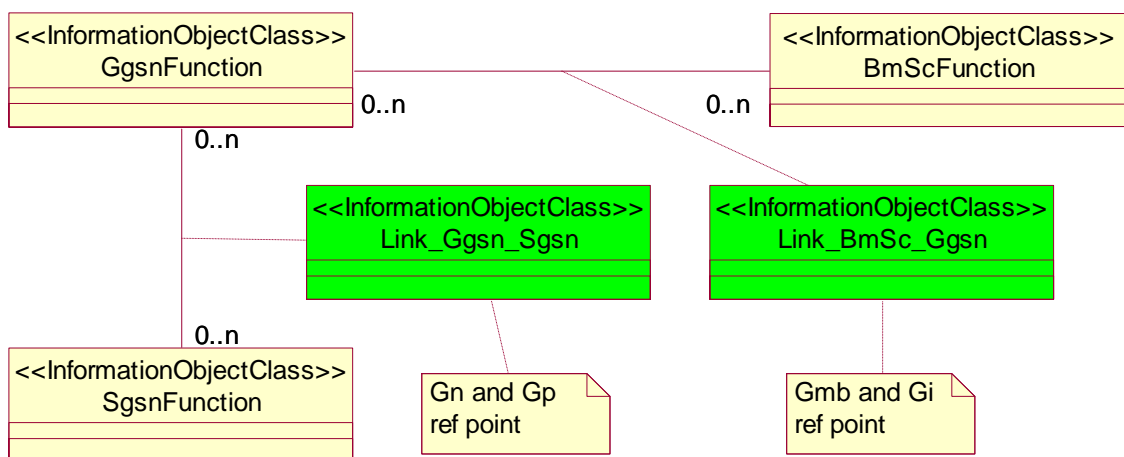 <<InformationObjectClass>>
GgsnFunction
<<InformationObjectClass>>
BmScFunction
0..n
0..n
0..n
<<InformationObjectClass>>
Link_Ggsn_Sgsn
<<InformationObjectClass>>
Link_BmSc_Ggsn
0..n
<<InformationObjectClass>>
SgsnFunction
Gn and Gp
ref point
Gmb and Gi
ref point